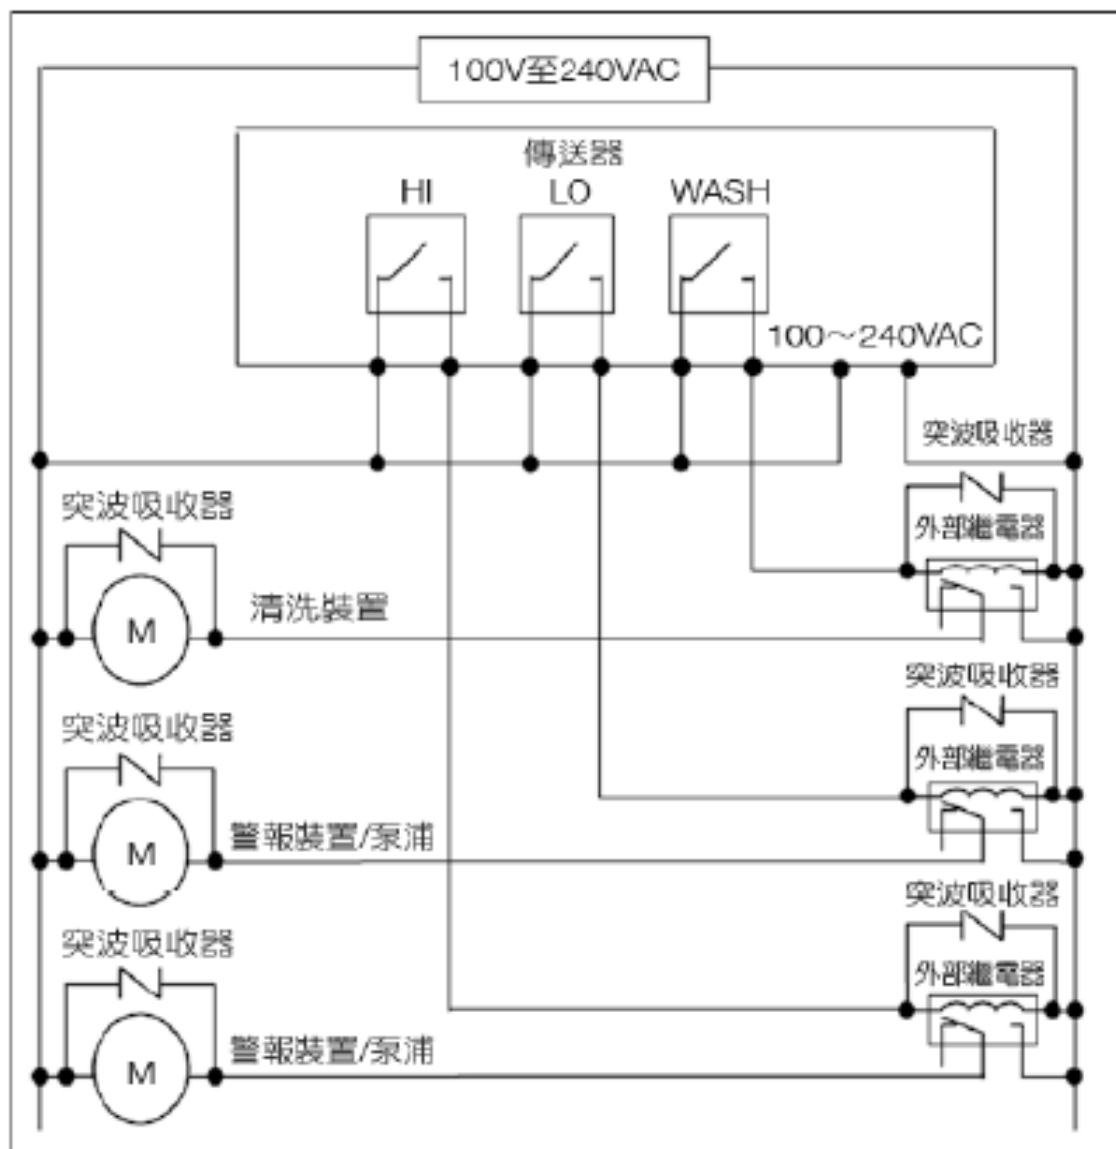 100V至240VAC
傳送器
HI
LO
WASH
100～240VAC
突波吸收器
外部繼電器
突波吸收器
M
清洗裝置
突波吸收器
外部繼電器
突波吸收器
M
警報裝置/泵浦
突波吸收器
外部繼電器
突波吸收器
M
警報裝置/泵浦